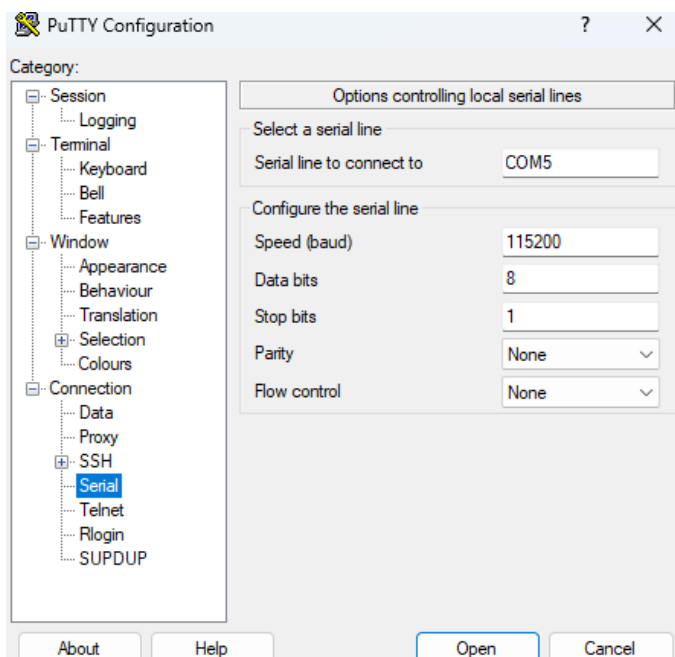 PuTTY Configuration
?
Category:
Session
Logging
Terminal
Keyboard
Bell
Features
Window
Appearance
Behaviour
Translation
Selection
Colours
Connection
Data
Proxy
SSH
Serial
Telnet
Rlogin
SUPDUP
Options controlling local serial lines
Select a serial line
Serial line to connect to COM5
Configure the serial line
Speed (baud) 115200
Data bits 8
Stop bits 1
Parity None
Flow control None
About Help Open Cancel